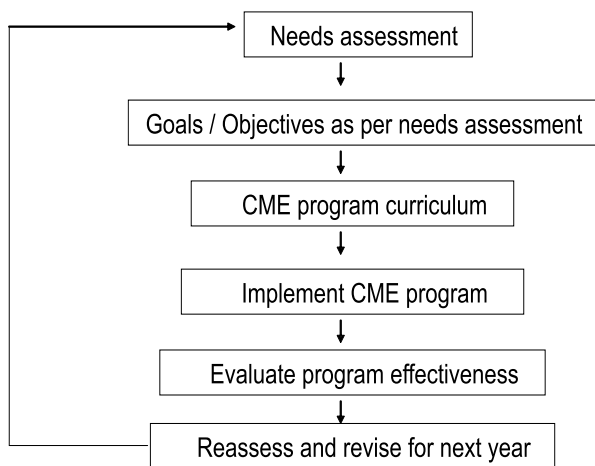 Needs assessment
Goals / Objectives as per needs assessment
CME program curriculum
Implement CME program
Evaluate program effectiveness
Reassess and revise for next year